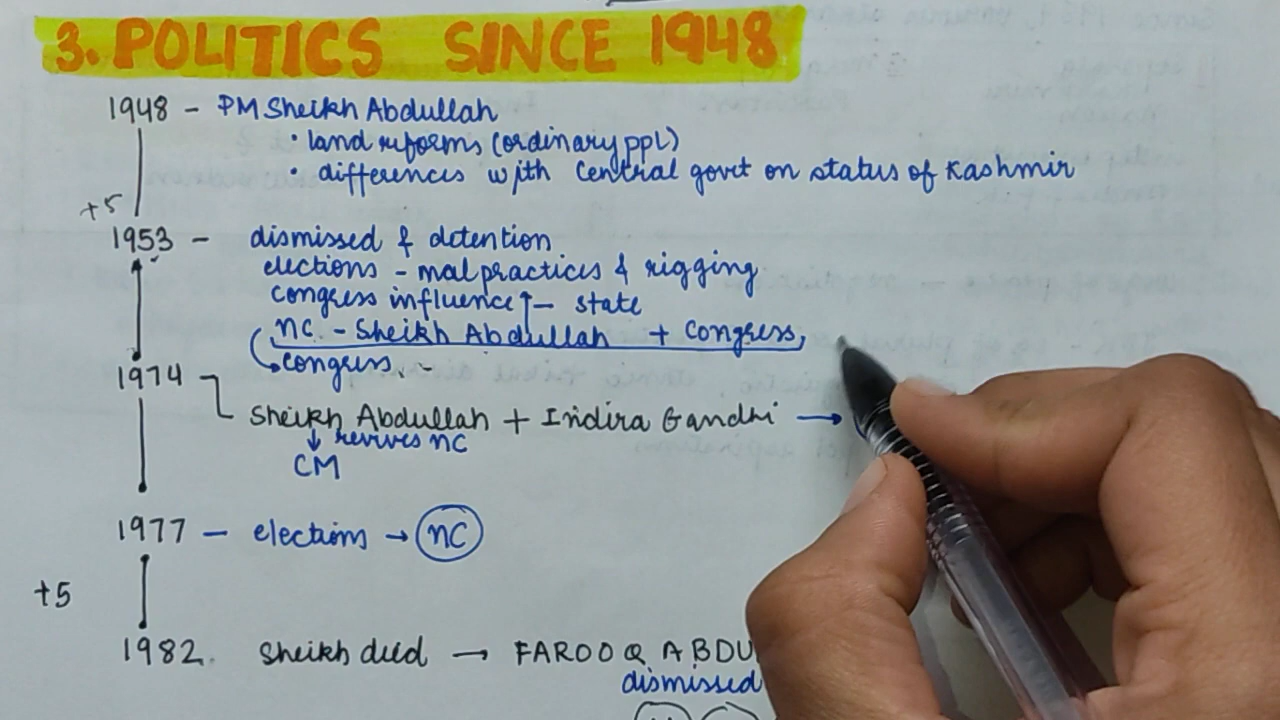 3. POLITICS SINCE 1948
1948 - PM Sheikh Abdullah
• land reforms (ordinary ppl)
• differences with Central govt on status of Kashmir
+5
1953 - dismissed & detention
elections - malpractices & rigging
congress influence ↑ - state
NC - Sheikh Abdullah + Congress,
→ congress. -
1974
Sheikh Abdullah + Indira Gandhi →
↓ revives NC
CM
1977 - elections → NC
+5
1982. Sheikh died → FAROOQ ABDU
dismissed